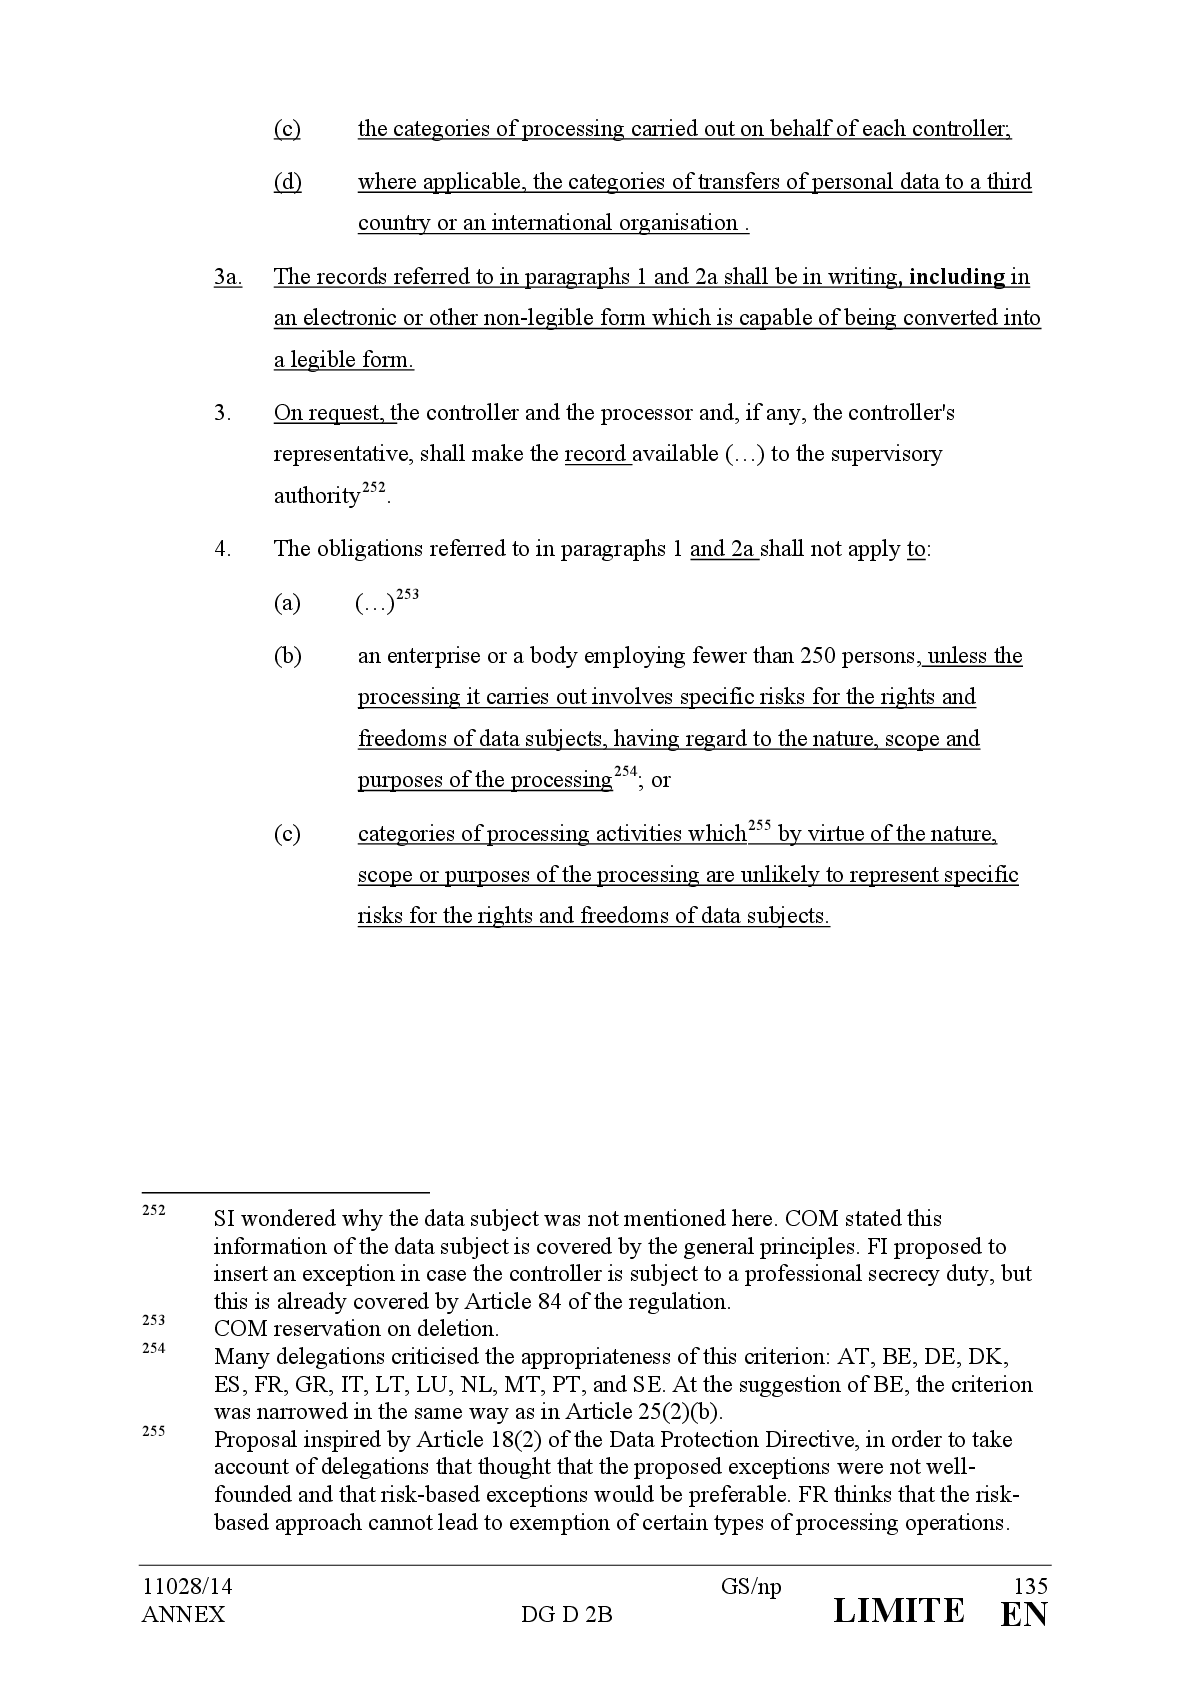 (c) the categories of processing carried out on behalf of each controller;
(d) where applicable, the categories of transfers of personal data to a third
country or an international organisation .
3a. The records referred to in paragraphs 1 and 2a shall be in writing, including in
an electronic or other non-legible form which is capable of being converted into
a legible form.
3. On request, the controller and the processor and, if any, the controller's
representative, shall make the record available (…) to the supervisory
authority252.
4. The obligations referred to in paragraphs 1 and 2a shall not apply to:
(a) (…)253
(b) an enterprise or a body employing fewer than 250 persons, unless the
processing it carries out involves specific risks for the rights and
freedoms of data subjects, having regard to the nature, scope and
purposes of the processing254; or
(c) categories of processing activities which255 by virtue of the nature,
scope or purposes of the processing are unlikely to represent specific
risks for the rights and freedoms of data subjects.
252 SI wondered why the data subject was not mentioned here. COM stated this
information of the data subject is covered by the general principles. FI proposed to
insert an exception in case the controller is subject to a professional secrecy duty, but
this is already covered by Article 84 of the regulation.
253 COM reservation on deletion.
254 Many delegations criticised the appropriateness of this criterion: AT, BE, DE, DK,
ES, FR, GR, IT, LT, LU, NL, MT, PT, and SE. At the suggestion of BE, the criterion
was narrowed in the same way as in Article 25(2)(b).
255 Proposal inspired by Article 18(2) of the Data Protection Directive, in order to take
account of delegations that thought that the proposed exceptions were not well-
founded and that risk-based exceptions would be preferable. FR thinks that the risk-
based approach cannot lead to exemption of certain types of processing operations.
11028/14 GS/np 135
ANNEX DG D 2B LIMITE EN